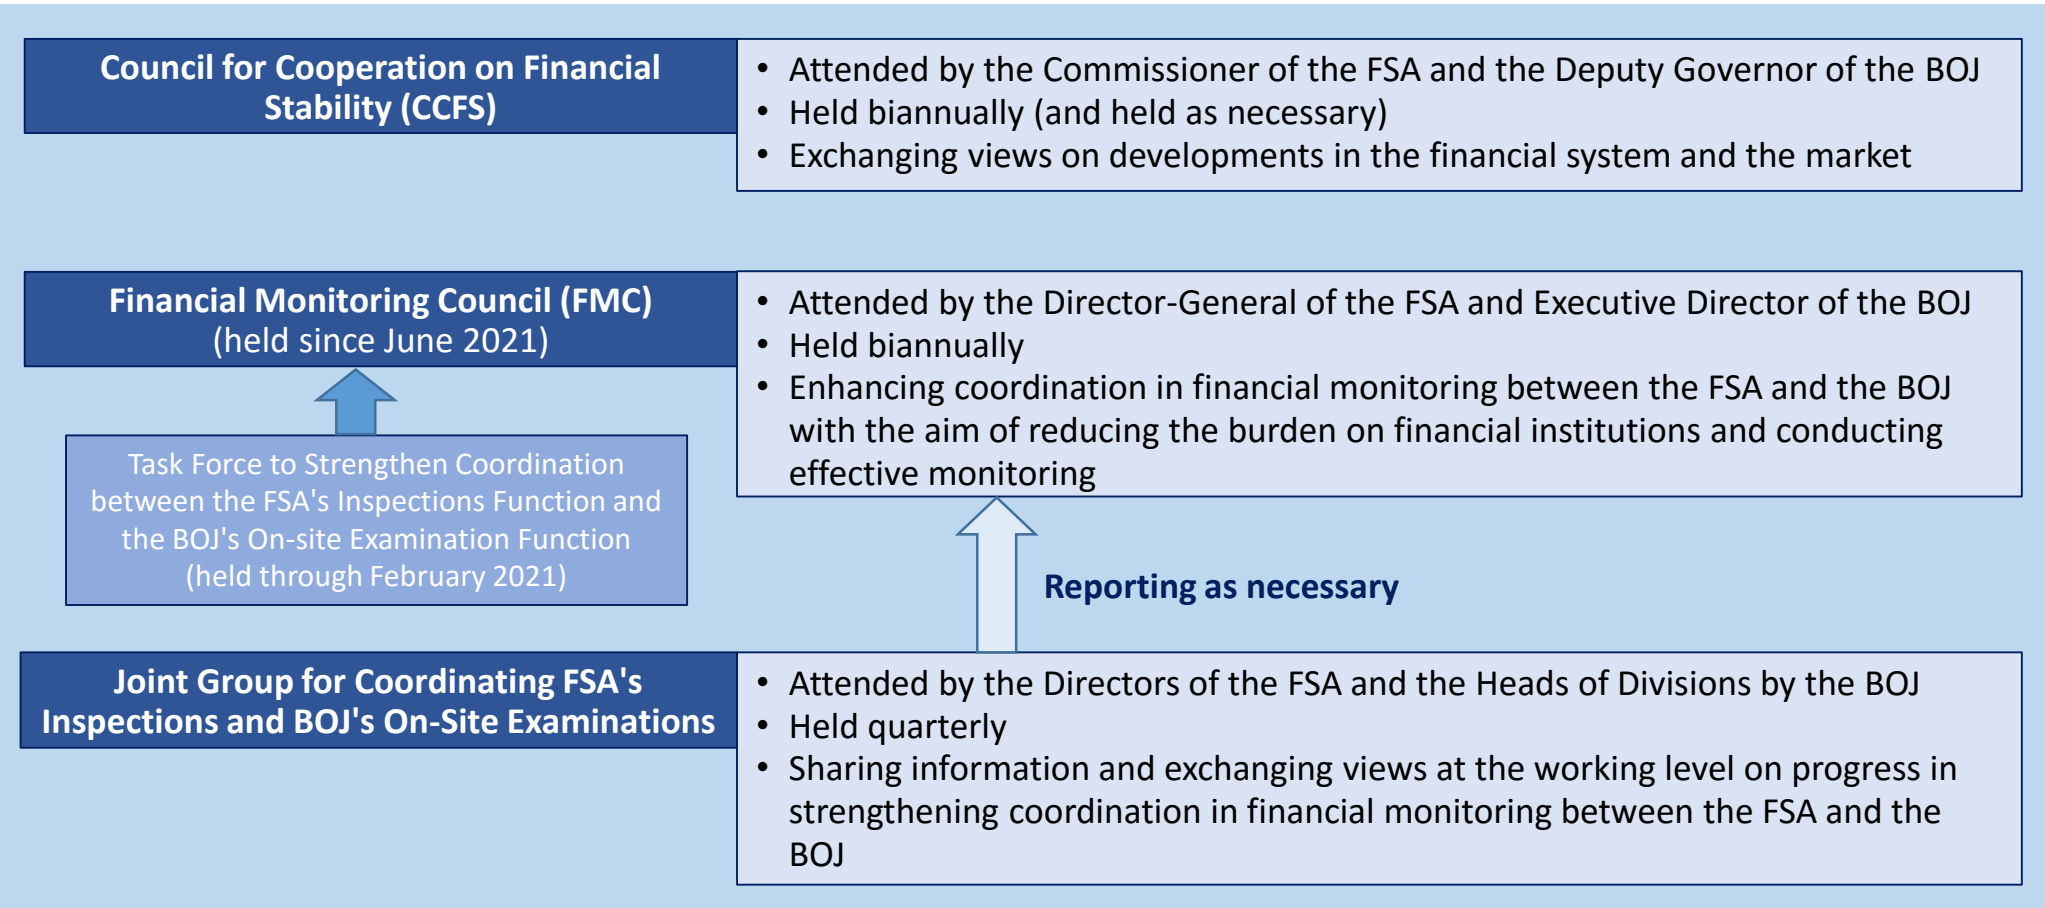 Council for Cooperation on Financial
Stability (CCFS)
• Attended by the Commissioner of the FSA and the Deputy Governor of the BOJ
• Held biannually (and held as necessary)
• Exchanging views on developments in the financial system and the market
Financial Monitoring Council (FMC)
(held since June 2021)
• Attended by the Director-General of the FSA and Executive Director of the BOJ
• Held biannually
• Enhancing coordination in financial monitoring between the FSA and the BOJ
with the aim of reducing the burden on financial institutions and conducting
effective monitoring
Task Force to Strengthen Coordination
between the FSA's Inspections Function and
the BOJ's On-site Examination Function
(held through February 2021)
Reporting as necessary
Joint Group for Coordinating FSA's
Inspections and BOJ's On-Site Examinations
• Attended by the Directors of the FSA and the Heads of Divisions by the BOJ
• Held quarterly
• Sharing information and exchanging views at the working level on progress in
strengthening coordination in financial monitoring between the FSA and the
BOJ